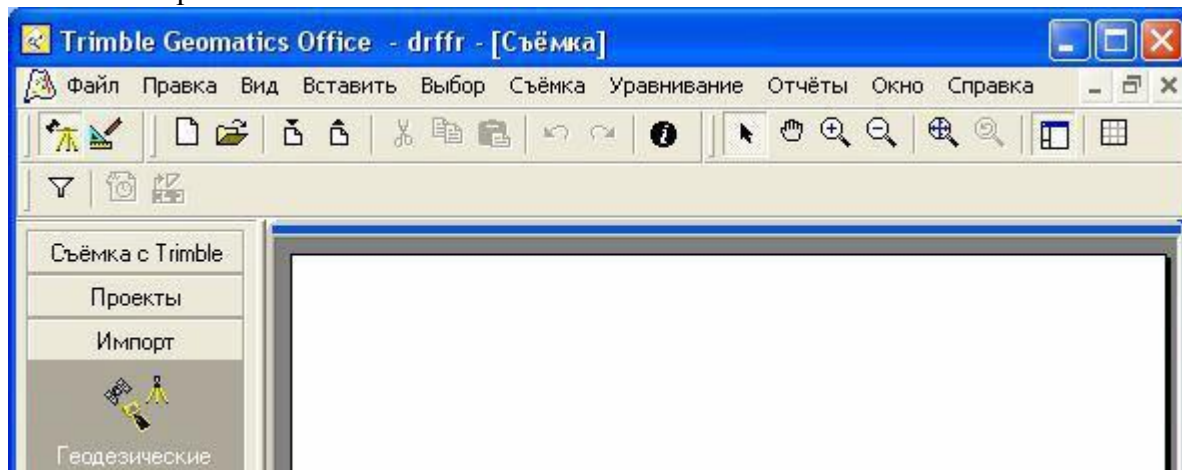 Trimble Geomatics Office - drffr - [Съёмка]
Файл Правка Вид Вставить Выбор Съёмка Уравнивание Отчёты Окно Справка
Съёмка с Trimble
Проекты
Импорт
Геодезические